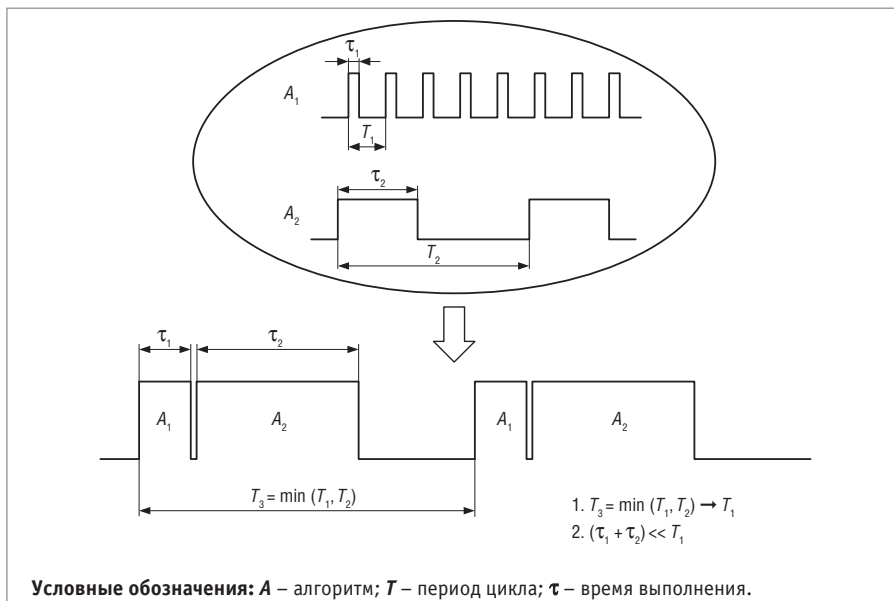 τ₁
A₁
T₁
τ₂
A₂
T₂
τ₁ τ₂
A₁ A₂ A₁ A₂
T₃ = min (T₁, T₂)
1. T₃ = min (T₁, T₂) → T₁
2. (τ₁ + τ₂) << T₁
Условные обозначения: A – алгоритм; T – период цикла; τ – время выполнения.